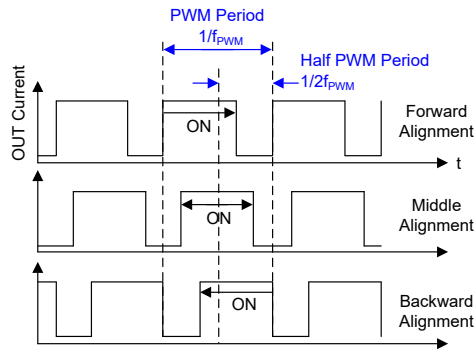 PWM Period
1/fPWM
Half PWM Period
1/2fPWM
OUT Current
ON
Forward
Alignment
t
ON
Middle
Alignment
ON
Backward
Alignment